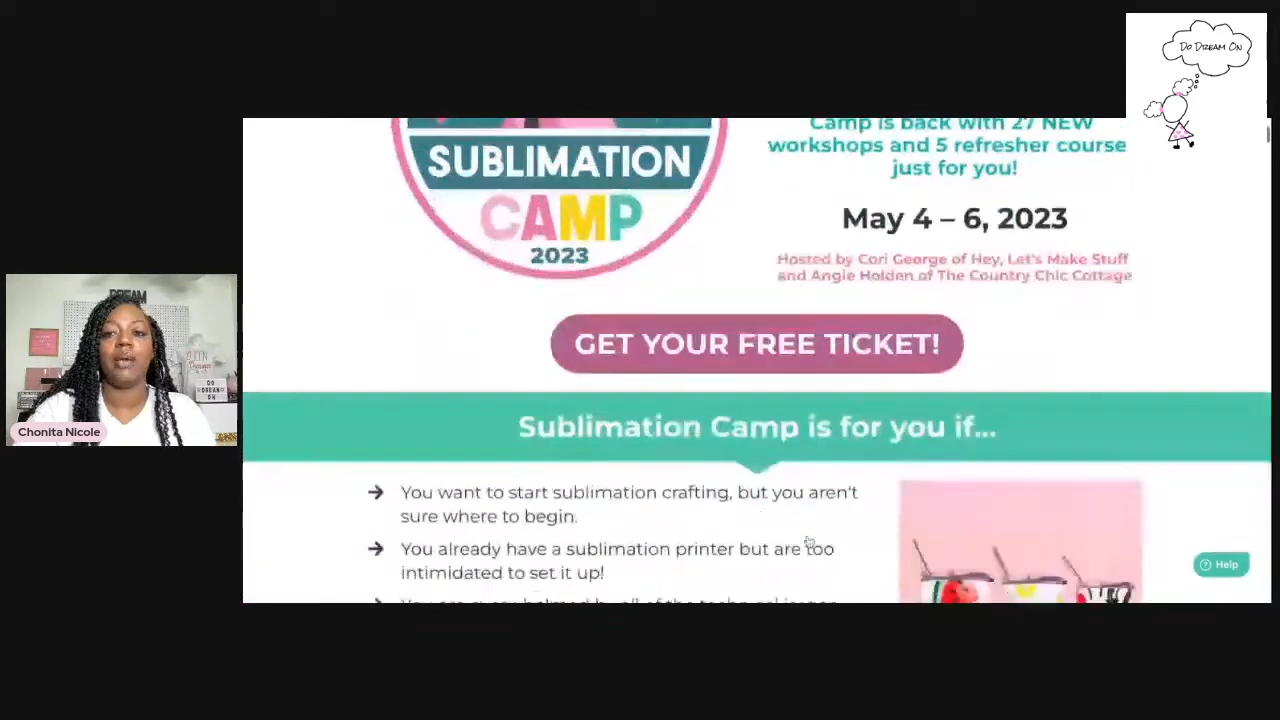 DO DREAM ON
Camp is back with 27 NEW
workshops and 5 refresher course
just for you!
SUBLIMATION
CAMP
2023
May 4 – 6, 2023
Hosted by Cori George of Hey, Let's Make Stuff
and Angie Holden of The Country Chic Cottage
GET YOUR FREE TICKET!
Sublimation Camp is for you if...
You want to start sublimation crafting, but you aren't
sure where to begin.
You already have a sublimation printer but are too
intimidated to set it up!
Help
DREAM
DO
DREAM
ON
Chonita Nicole